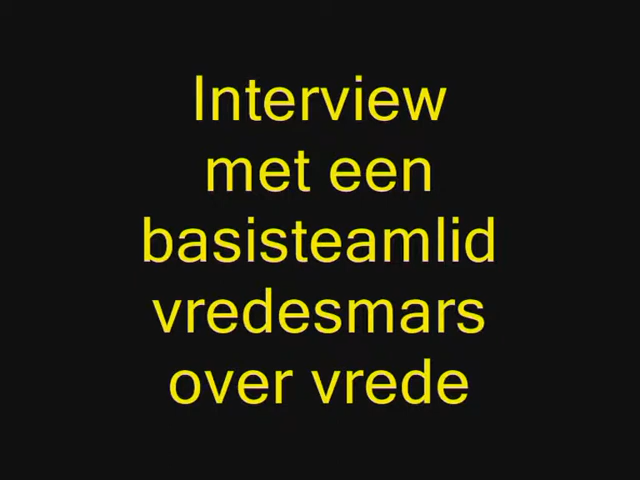 Interview
met een
basisteamlid
vredesmars
over vrede